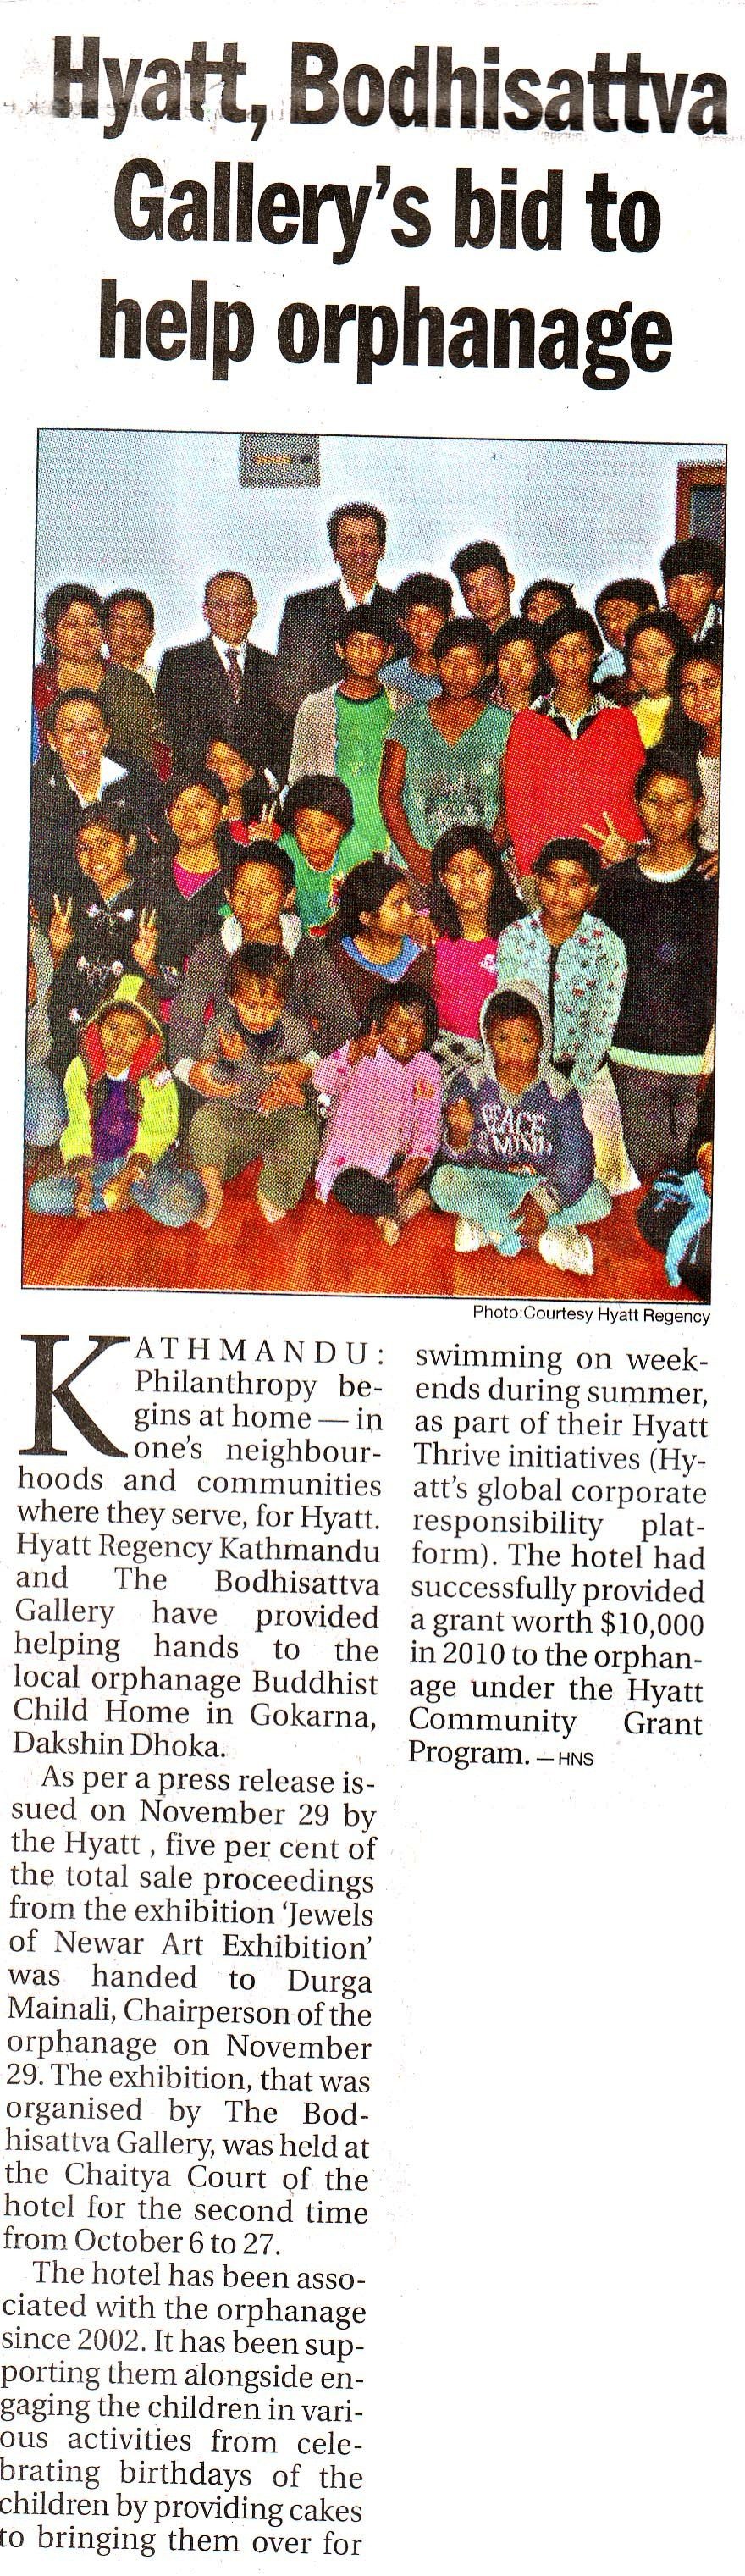 Hyatt, Bodhisattva
Gallery's bid to
help orphanage
PEACE
Photo:Courtesy Hyatt Regency
KATHMANDU:
Philanthropy be-
gins at home — in
one's neighbour-
hoods and communities
where they serve, for Hyatt.
Hyatt Regency Kathmandu
and The Bodhisattva
Gallery have provided
helping hands to the
local orphanage Buddhist
Child Home in Gokarna,
Dakshin Dhoka.
As per a press release is-
sued on November 29 by
the Hyatt , five per cent of
the total sale proceedings
from the exhibition 'Jewels
of Newar Art Exhibition'
was handed to Durga
Mainali, Chairperson of the
orphanage on November
29. The exhibition, that was
organised by The Bod-
hisattva Gallery, was held at
the Chaitya Court of the
hotel for the second time
from October 6 to 27.
The hotel has been asso-
ciated with the orphanage
since 2002. It has been sup-
porting them alongside en-
gaging the children in vari-
ous activities from cele-
brating birthdays of the
children by providing cakes
to bringing them over for
swimming on week-
ends during summer,
as part of their Hyatt
Thrive initiatives (Hy-
att's global corporate
responsibility plat-
form). The hotel had
successfully provided
a grant worth $10,000
in 2010 to the orphan-
age under the Hyatt
Community Grant
Program. — HNS